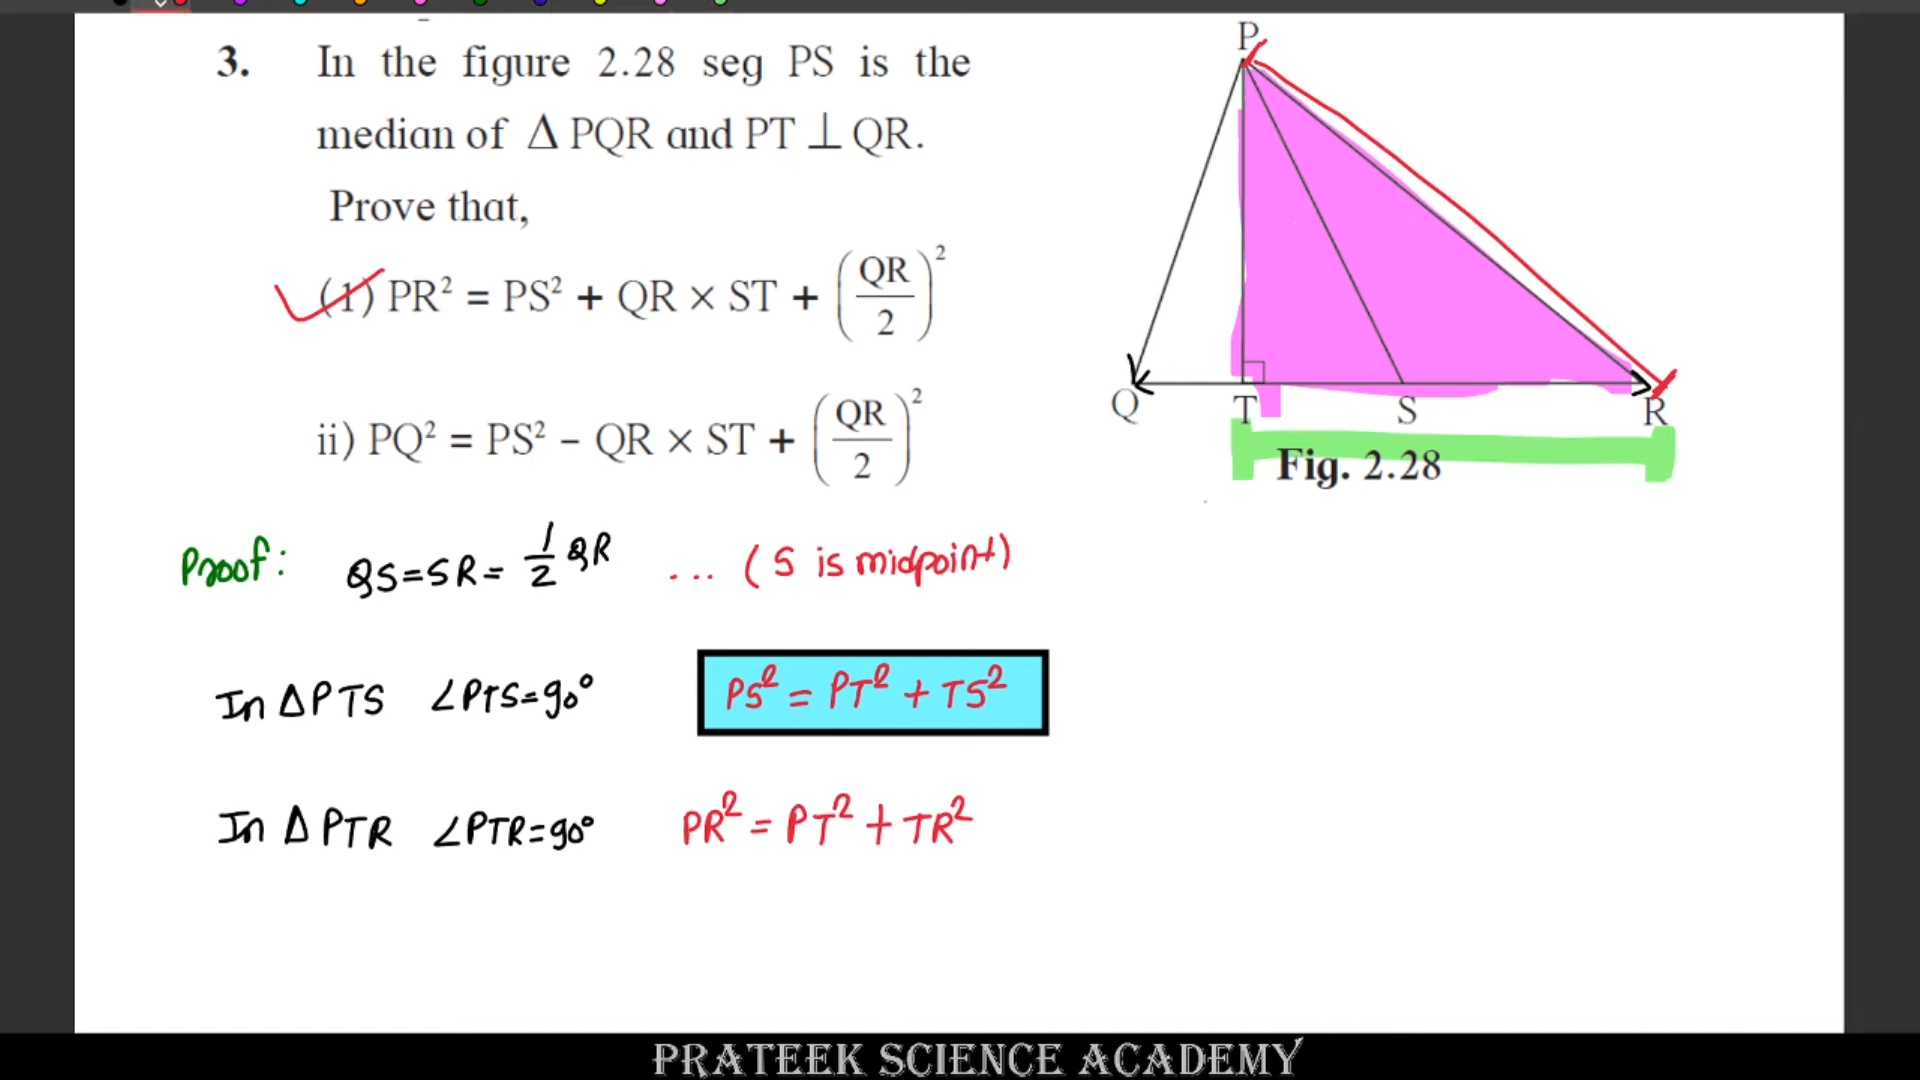 3. In the figure 2.28 seg PS is the
median of Δ PQR and PT ⊥ QR.
Prove that,
(1) PR² = PS² + QR × ST + (QR/2)²
ii) PQ² = PS² – QR × ST + (QR/2)²
P
Q T S R
Fig. 2.28
Proof: QS=SR= 1/2 QR ... (S is midpoint)
In ΔPTS ∠PTS=90° PS² = PT² + TS²
In Δ PTR ∠PTR=90° PR² = PT² + TR²
PRATEEK SCIENCE ACADEMY